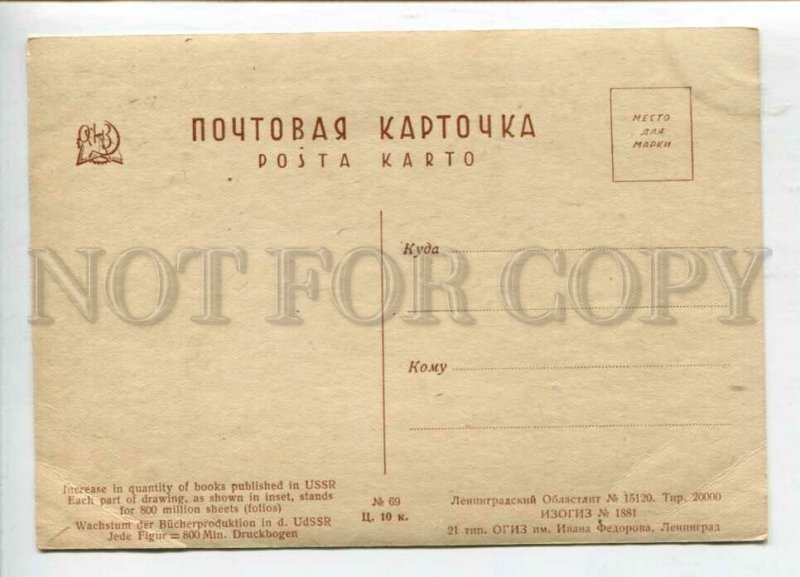 ПОЧТОВАЯ КАРТОЧКА
POŜTA KARTO
МЕСТО
ДЛЯ
МАРКИ
Куда
NOT FOR COPY
Кому
Increase in quantity of books published in USSR
Each part of drawing, as shown in inset, stands
for 800 million sheets (folios)
Wachstum der Bücherproduktion in d. UdSSR
Jede Figur = 800 Min. Druckbogen
№ 69
Ц. 10 к.
Ленинградский Областлит № 15120. Тир. 20000
ИЗОГИЗ № 1881
21 тип. ОГИЗ им. Ивана Федорова, Ленинград